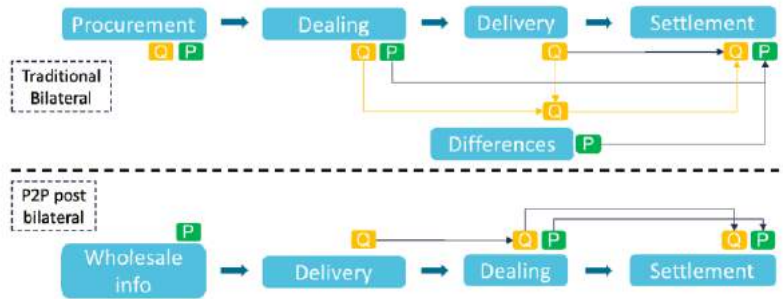 Procurement
Dealing
Delivery
Settlement
Q P
Q P
Q
Q P
Traditional
Bilateral
Q
Differences
P
P2P post
bilateral
P
Q
Q P
Q P
Wholesale
info
Delivery
Dealing
Settlement